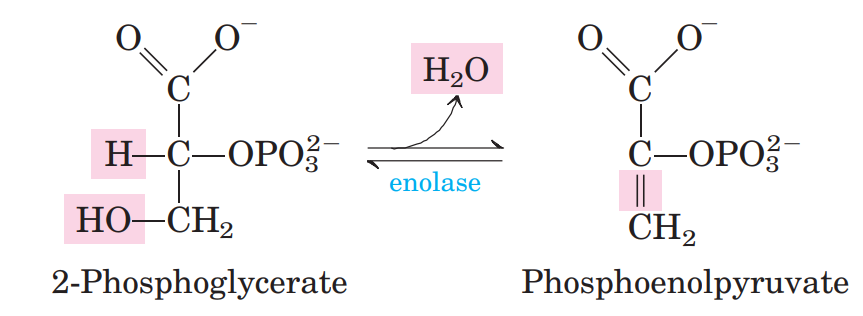 O O⁻ O O⁻
H₂O
C C
H—C—OPO₃²⁻ C—OPO₃²⁻
enolase
HO—CH₂ CH₂
2-Phosphoglycerate Phosphoenolpyruvate